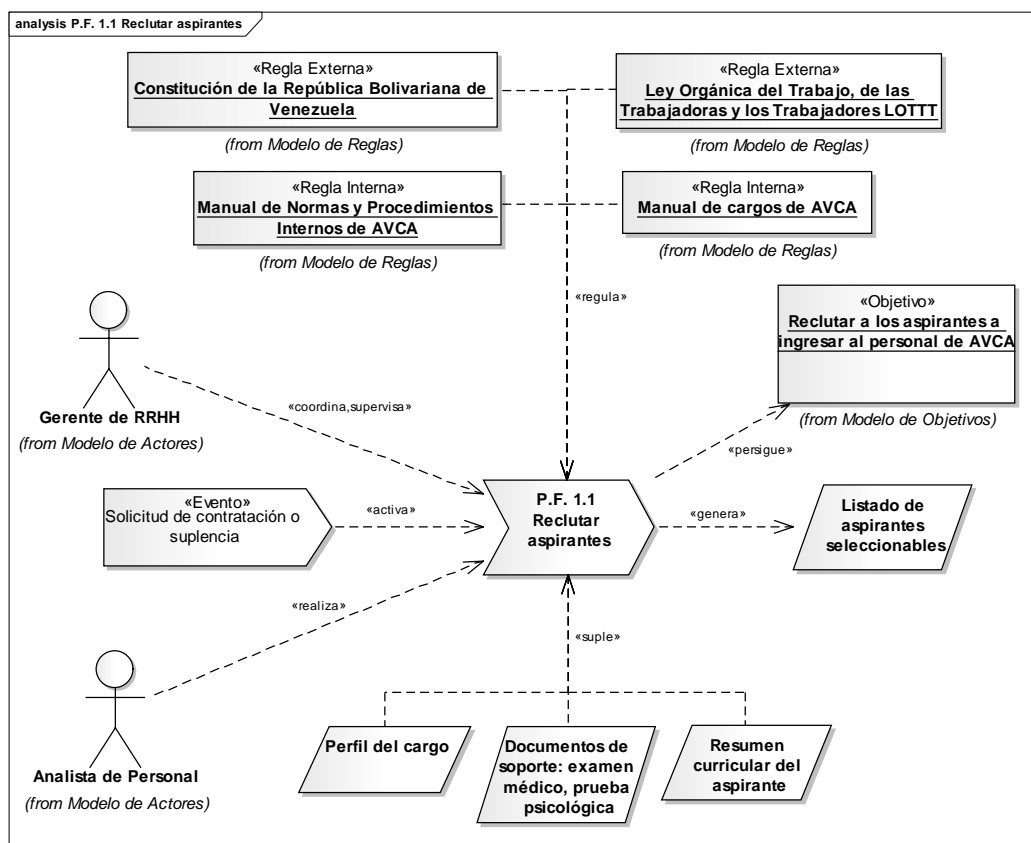 analysis P.F. 1.1 Reclutar aspirantes
«Regla Externa»
Constitución de la República Bolivariana de
Venezuela
(from Modelo de Reglas)
«Regla Externa»
Ley Orgánica del Trabajo, de las
Trabajadoras y los Trabajadores LOTTT
(from Modelo de Reglas)
«Regla Interna»
Manual de Normas y Procedimientos
Internos de AVCA
(from Modelo de Reglas)
«Regla Interna»
Manual de cargos de AVCA
(from Modelo de Reglas)
«regula»
«Objetivo»
Reclutar a los aspirantes a
ingresar al personal de AVCA
(from Modelo de Objetivos)
Gerente de RRHH
(from Modelo de Actores)
«coordina,supervisa»
«persigue»
«Evento»
Solicitud de contratación o
suplencia
«activa»
P.F. 1.1
Reclutar
aspirantes
«genera»
Listado de
aspirantes
seleccionables
«realiza»
«suple»
Analista de Personal
(from Modelo de Actores)
Perfil del cargo
Documentos de
soporte: examen
médico, prueba
psicológica
Resumen
curricular del
aspirante